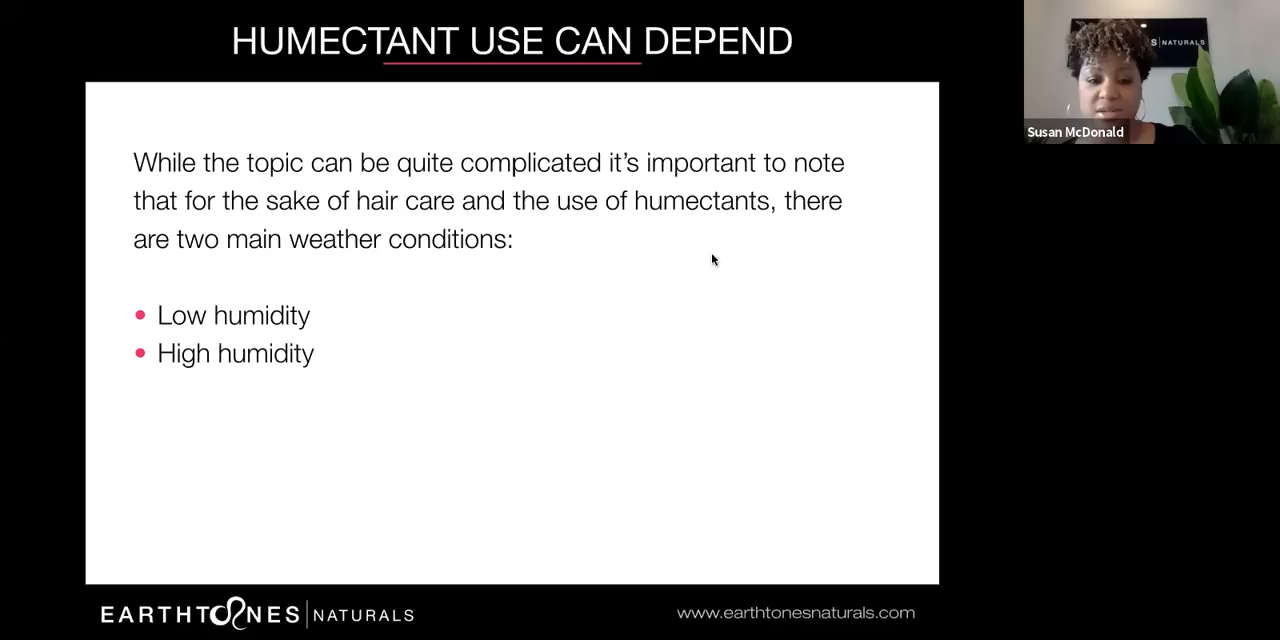 HUMECTANT USE CAN DEPEND
While the topic can be quite complicated it’s important to note
that for the sake of hair care and the use of humectants, there
are two main weather conditions:
• Low humidity
• High humidity
EARTHTONES | NATURALS
www.earthtonesnaturals.com
S | NATURALS
Susan McDonald